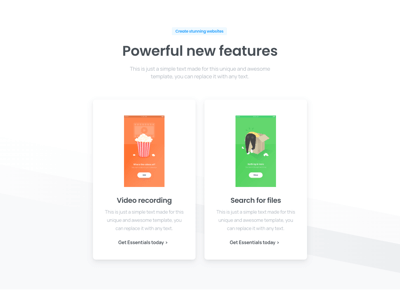 Create stunning websites
Powerful new features
This is just a simple text made for this unique and awesome
template, you can replace it with any text.
Video recording
This is just a simple text made for this
unique and awesome template, you
can replace it with any text.
Get Essentials today >
Search for files
This is just a simple text made for this
unique and awesome template, you
can replace it with any text.
Get Essentials today >